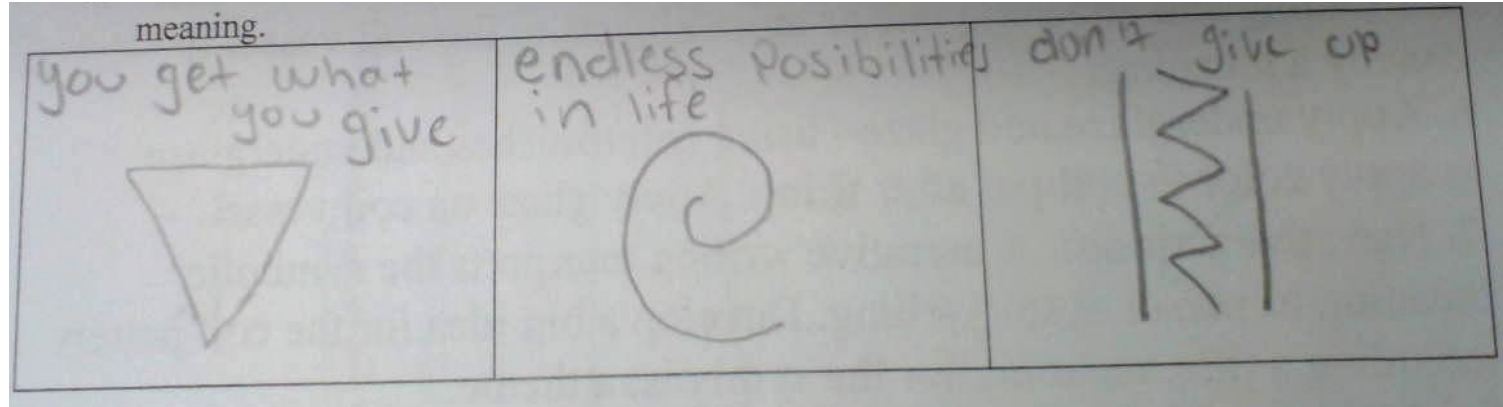 meaning.
you get what
you give
endless posibilities
in life
don't give up